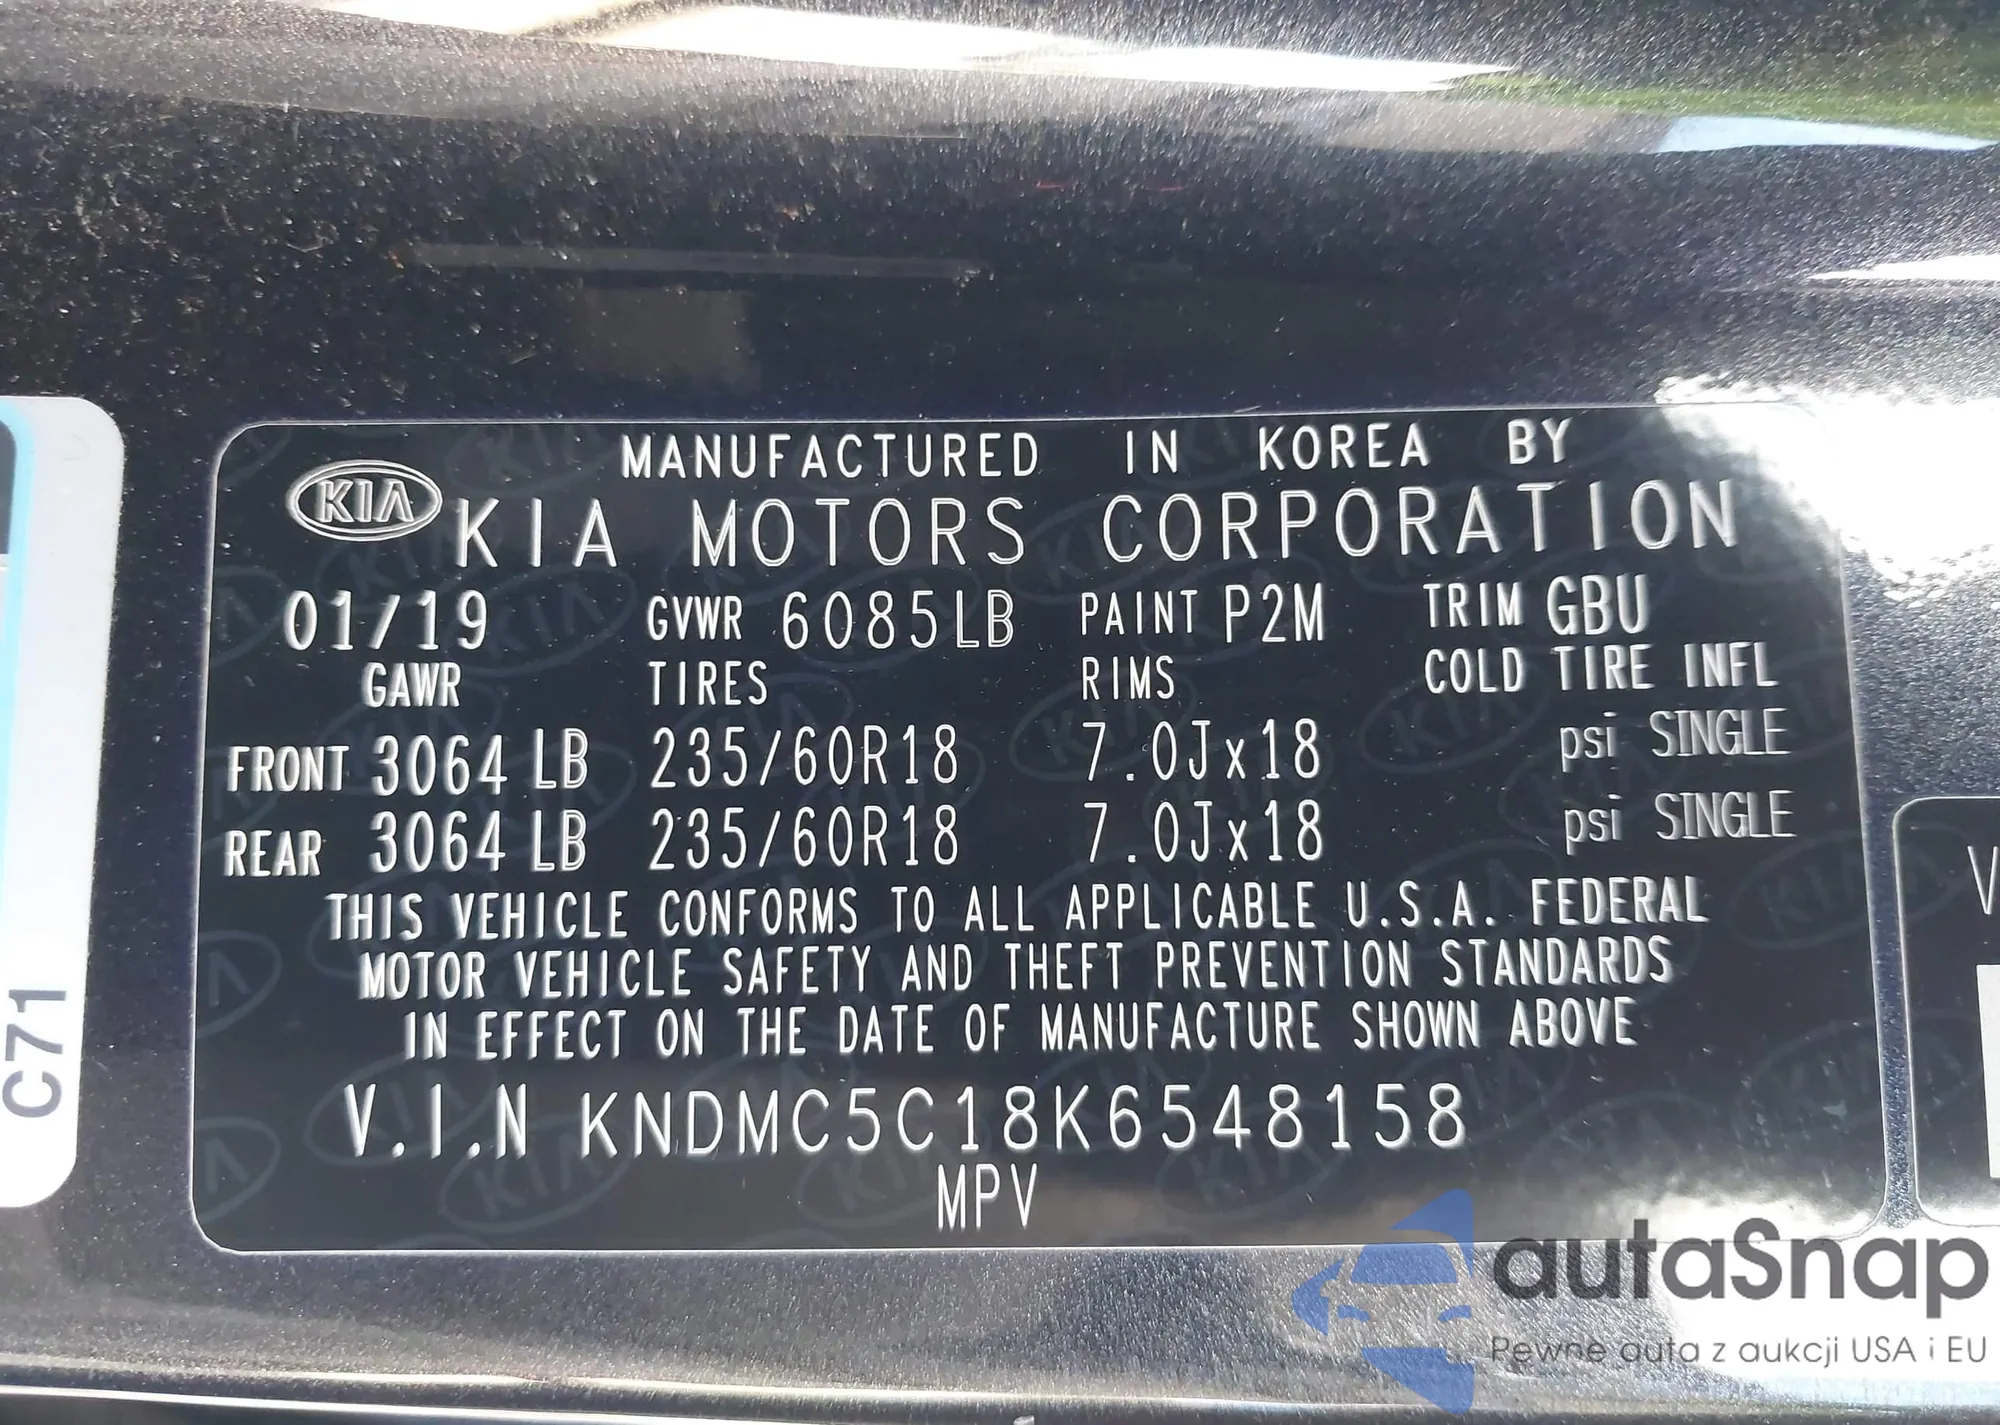 MANUFACTURED IN KOREA BY
KIA KIA MOTORS CORPORATION
01/19 GVWR 6085LB PAINT P2M TRIM GBU
GAWR TIRES RIMS COLD TIRE INFL
FRONT 3064 LB 235/60R18 7.0Jx18 psi SINGLE
REAR 3064 LB 235/60R18 7.0Jx18 psi SINGLE
THIS VEHICLE CONFORMS TO ALL APPLICABLE U.S.A. FEDERAL
MOTOR VEHICLE SAFETY AND THEFT PREVENTION STANDARDS
IN EFFECT ON THE DATE OF MANUFACTURE SHOWN ABOVE
V.I.N KNDMC5C18K6548158
MPV
C71
autaSnap
Pewne auta z aukcji USA i EU